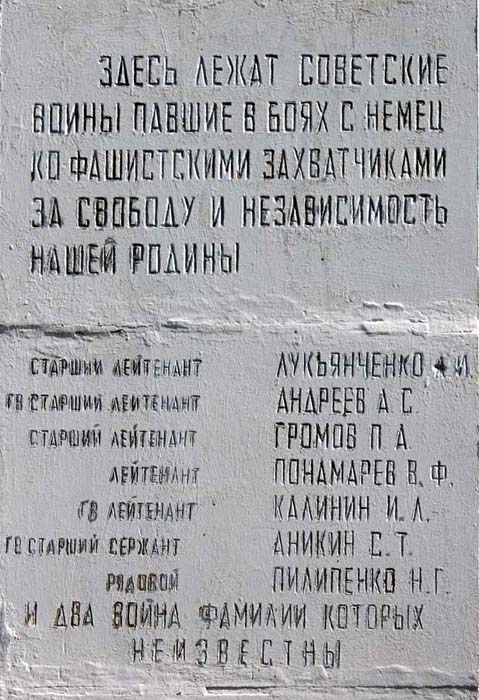 ЗДЕСЬ ЛЕЖАТ СОВЕТСКИЕ
ВОИНЫ ПАВШИЕ В БОЯХ С НЕМЕЦ
КО ФАШИСТСКИМИ ЗАХВАТЧИКАМИ
ЗА СВОБОДУ И НЕЗАВИСИМОСТЬ
НАШЕЙ РОДИНЫ
СТАРШИЙ ЛЕЙТЕНАНТ ЛУКЬЯНЧЕНКО И.
ГВ СТАРШИЙ ЛЕЙТЕНАНТ АНДРЕЕВ А.С.
СТАРШИЙ ЛЕЙТЕНАНТ ГРОМОВ П А
ЛЕЙТЕНАНТ ПОНАМАРЕВ В.Ф.
ГВ ЛЕЙТЕНАНТ КАЛИНИН И.Л.
ГВ СТАРШИЙ СЕРЖАНТ АНИКИН С.Т.
РЯДОВОЙ ПИЛИПЕНКО Н.Г.
И ДВА ВОЙНА ФАМИЛИИ КОТОРЫХ
НЕИЗВЕСТНЫ